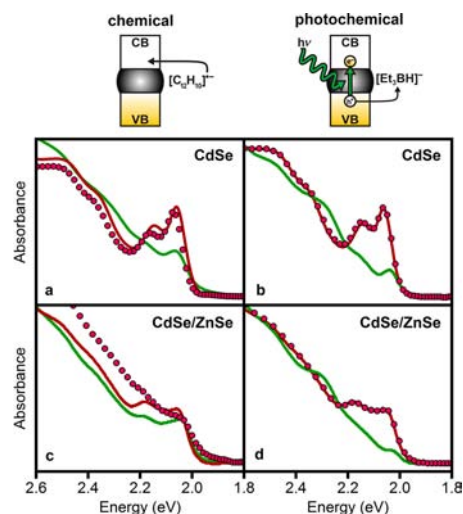 chemical
photochemical
CB
[C₁₂H₁₀]•−
VB
hν
CB
e⁻
h⁺
[Et₃BH]⁻
VB
Absorbance
CdSe
a
CdSe
b
Absorbance
CdSe/ZnSe
c
CdSe/ZnSe
d
2.6 2.4 2.2 2.0 1.8
2.4 2.2 2.0 1.8
Energy (eV)
Energy (eV)